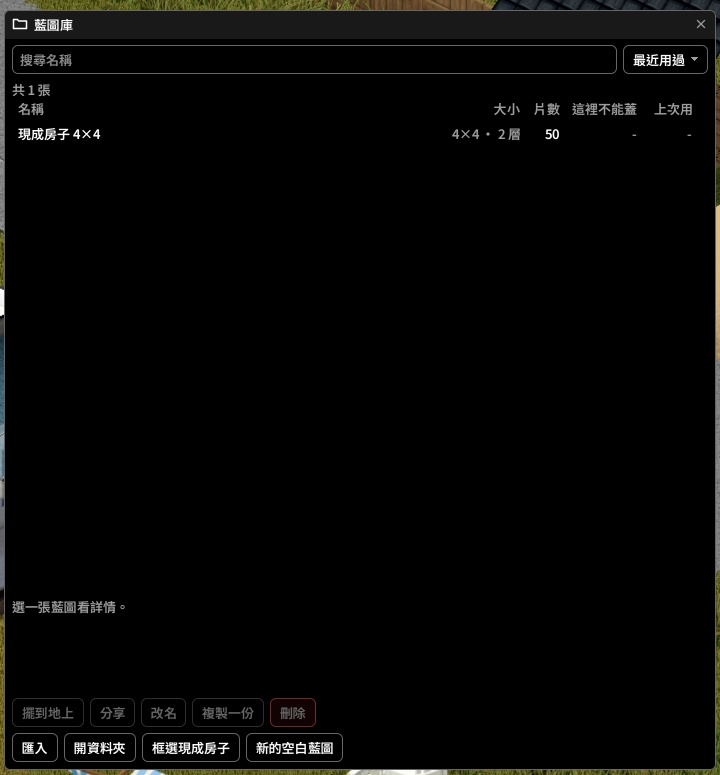 藍圖庫
搜尋名稱 最近用過
共 1 張
名稱 大小 片數 這裡不能蓋 上次用
現成房子 4×4 4×4 · 2 層 50 - -
選一張藍圖看詳情。
擺到地上 分享 改名 複製一份 刪除
匯入 開資料夾 框選現成房子 新的空白藍圖